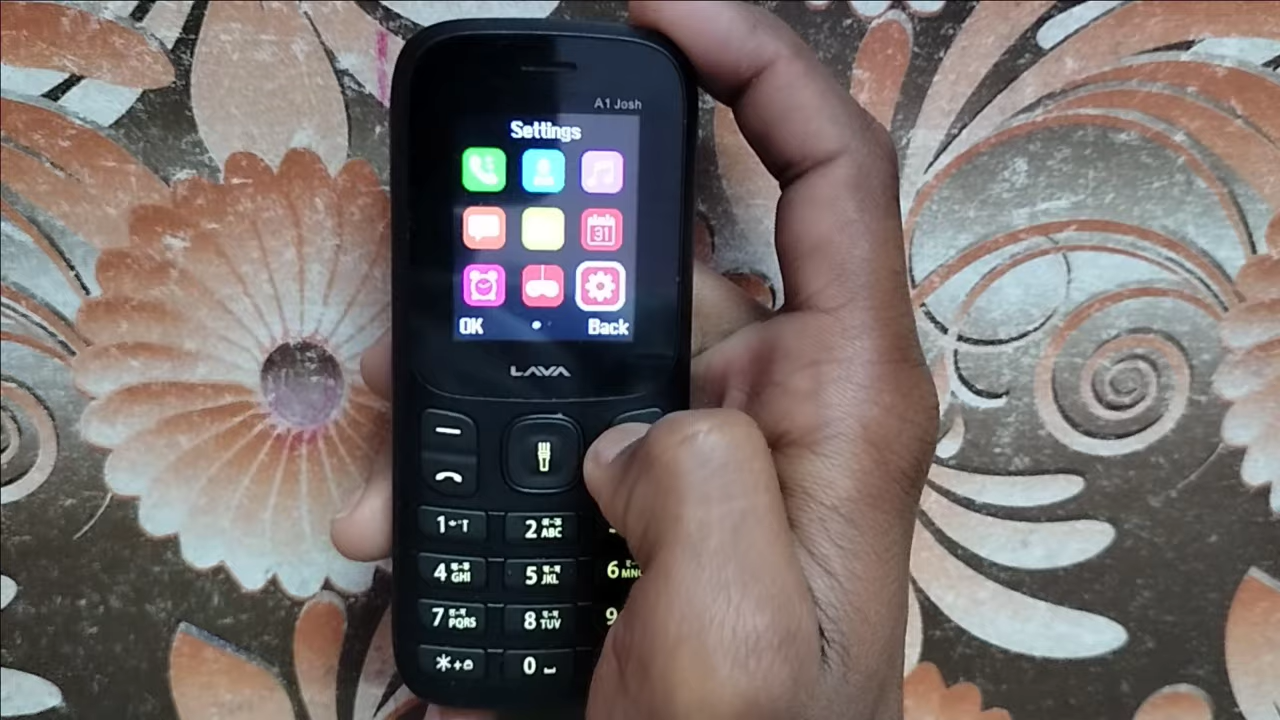 A1 Josh
Settings
31
OK Back
LAVA
1
2 ABC
4 GHI
5 JKL
6 MN
7 PQRS
8 TUV
9
*+
0